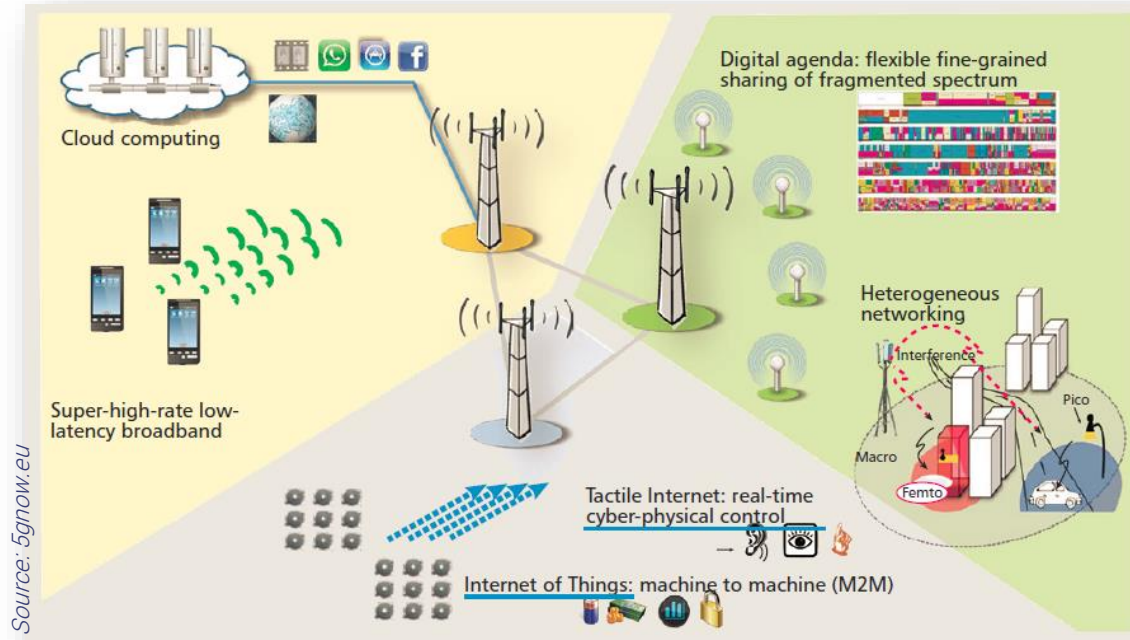 Cloud computing
Digital agenda: flexible fine-grained
sharing of fragmented spectrum
Super-high-rate low-
latency broadband
Heterogeneous
networking
Interference
Pico
Macro
Femto
Tactile Internet: real-time
cyber-physical control
Internet of Things: machine to machine (M2M)
Source: 5gnow.eu